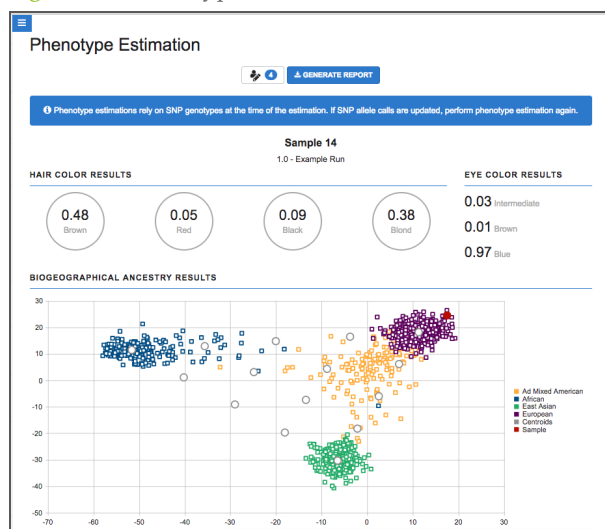 Phenotype Estimation
4
GENERATE REPORT
Phenotype estimations rely on SNP genotypes at the time of the estimation. If SNP allele calls are updated, perform phenotype estimation again.
Sample 14
1.0 - Example Run
HAIR COLOR RESULTS
EYE COLOR RESULTS
0.48
Brown
0.05
Red
0.09
Black
0.38
Blond
0.03 Intermediate
0.01 Brown
0.97 Blue
BIOGEOGRAPHICAL ANCESTRY RESULTS
30
20
10
0
-10
-20
-30
-40
-50
-70 -60 -50 -40 -30 -20 -10 0 10 20 30
Ad Mixed American
African
East Asian
European
Centroids
Sample